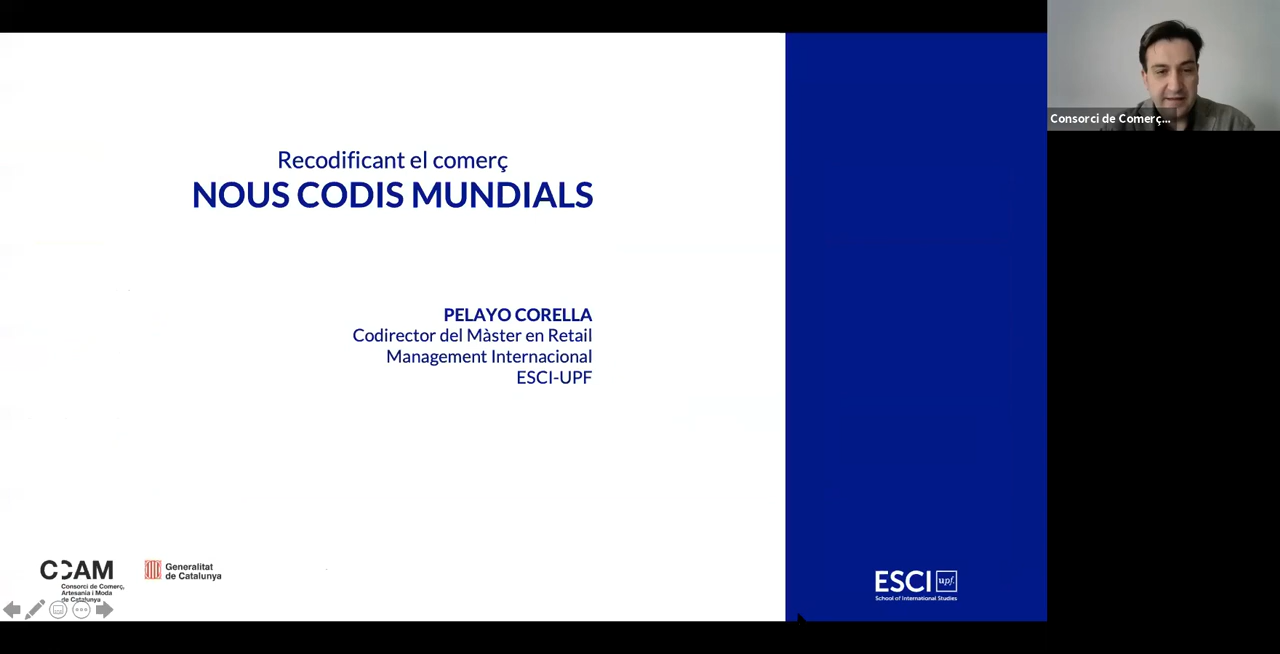 Consorci de Comerç...
Recodificant el comerç
NOUS CODIS MUNDIALS
PELAYO CORELLA
Codirector del Màster en Retail
Management Internacional
ESCI-UPF
CCAM
Consorci de Comerç,
Artesania i Moda
de Catalunya
Generalitat
de Catalunya
ESCI upf.
School of International Studies